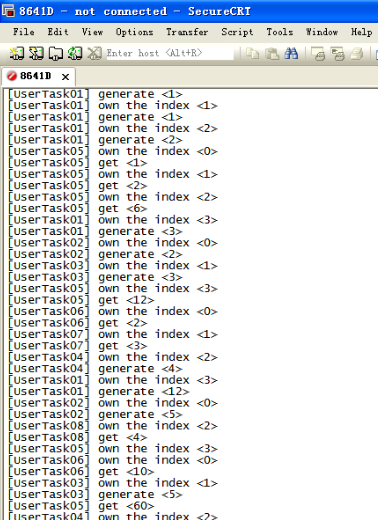 8641D - not connected - SecureCRT
File Edit View Options Transfer Script Tools Window Help
Enter host <Alt+R>
8641D x
[UserTask01] generate <1>
[UserTask01] own the index <1>
[UserTask01] generate <1>
[UserTask01] own the index <2>
[UserTask01] generate <2>
[UserTask05] own the index <0>
[UserTask05] get <1>
[UserTask05] own the index <1>
[UserTask05] get <2>
[UserTask05] own the index <2>
[UserTask05] get <6>
[UserTask01] own the index <3>
[UserTask01] generate <3>
[UserTask02] own the index <0>
[UserTask02] generate <2>
[UserTask03] own the index <1>
[UserTask03] generate <3>
[UserTask05] own the index <3>
[UserTask05] get <12>
[UserTask06] own the index <0>
[UserTask06] get <2>
[UserTask07] own the index <1>
[UserTask07] get <3>
[UserTask04] own the index <2>
[UserTask04] generate <4>
[UserTask01] own the index <3>
[UserTask01] generate <12>
[UserTask02] own the index <0>
[UserTask02] generate <5>
[UserTask08] own the index <2>
[UserTask08] get <4>
[UserTask05] own the index <3>
[UserTask06] own the index <0>
[UserTask06] get <10>
[UserTask03] own the index <1>
[UserTask03] generate <5>
[UserTask05] get <60>
[UserTask04] own the index <2>